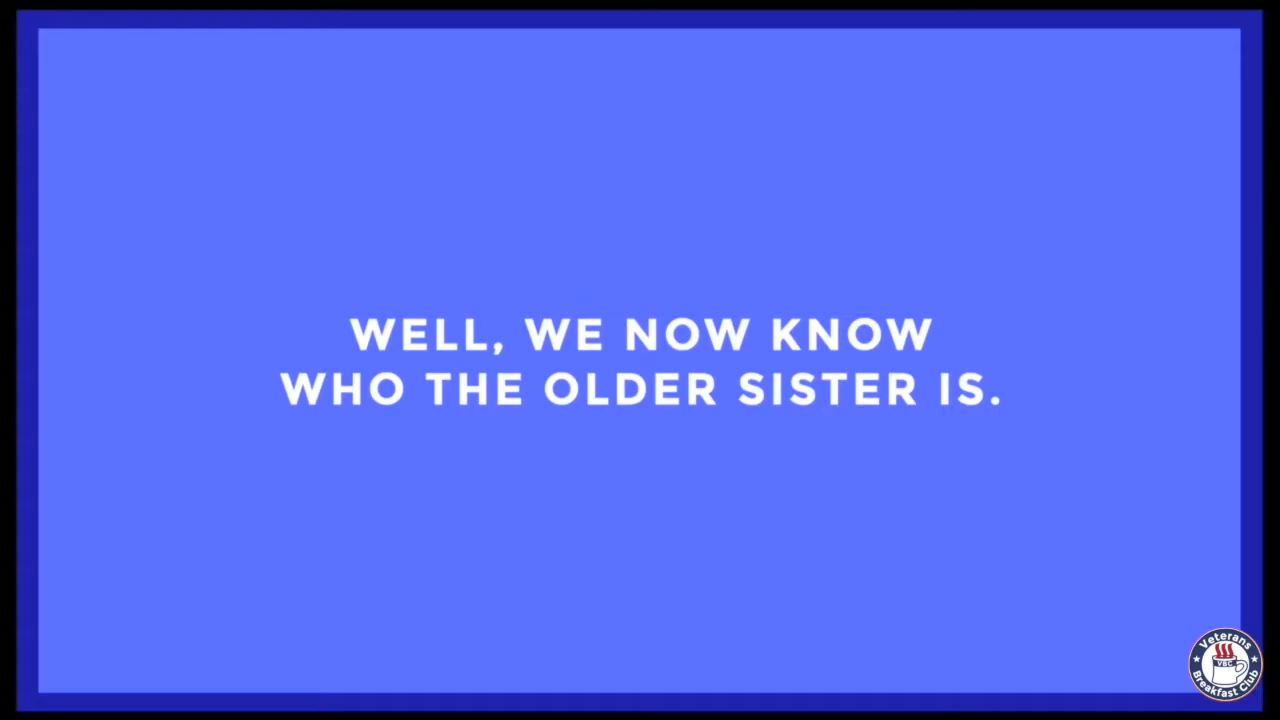 WELL, WE NOW KNOW
WHO THE OLDER SISTER IS.
Veterans
VBC
Breakfast Club